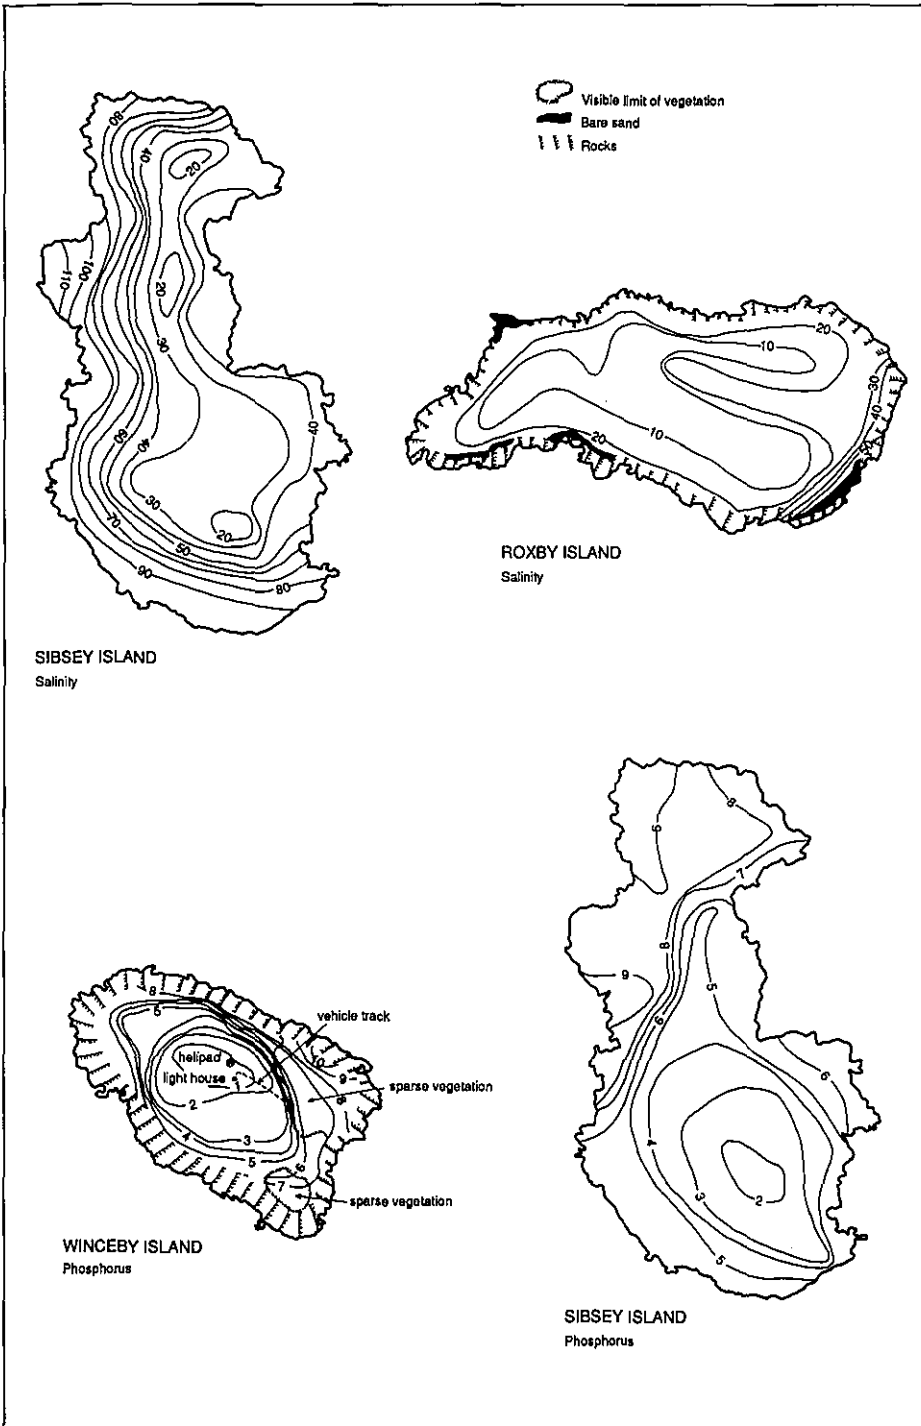 Visible limit of vegetation
Bare sand
Rocks
80
40
20
110
100
20
30
60
40
40
30
20
70
50
90
80
SIBSEY ISLAND
Salinity
20
10
30
40
50
20
10
ROXBY ISLAND
Salinity
8
5
vehicle track
helipad
light house
10
9
8
sparse vegetation
2
4
3
5
6
7
sparse vegetation
WINCEBY ISLAND
Phosphorus
8
9
7
8
9
5
6
6
4
3
2
5
SIBSEY ISLAND
Phosphorus